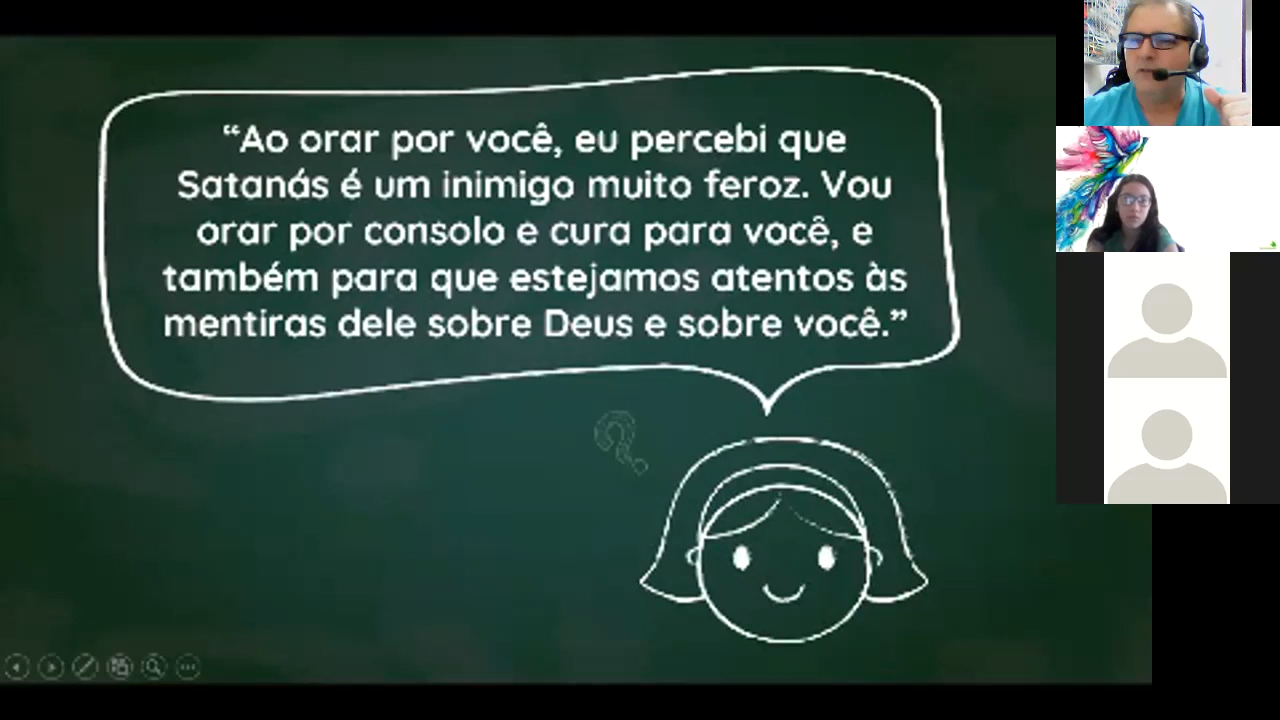 “Ao orar por você, eu percebi que
Satanás é um inimigo muito feroz. Vou
orar por consolo e cura para você, e
também para que estejamos atentos às
mentiras dele sobre Deus e sobre você.”